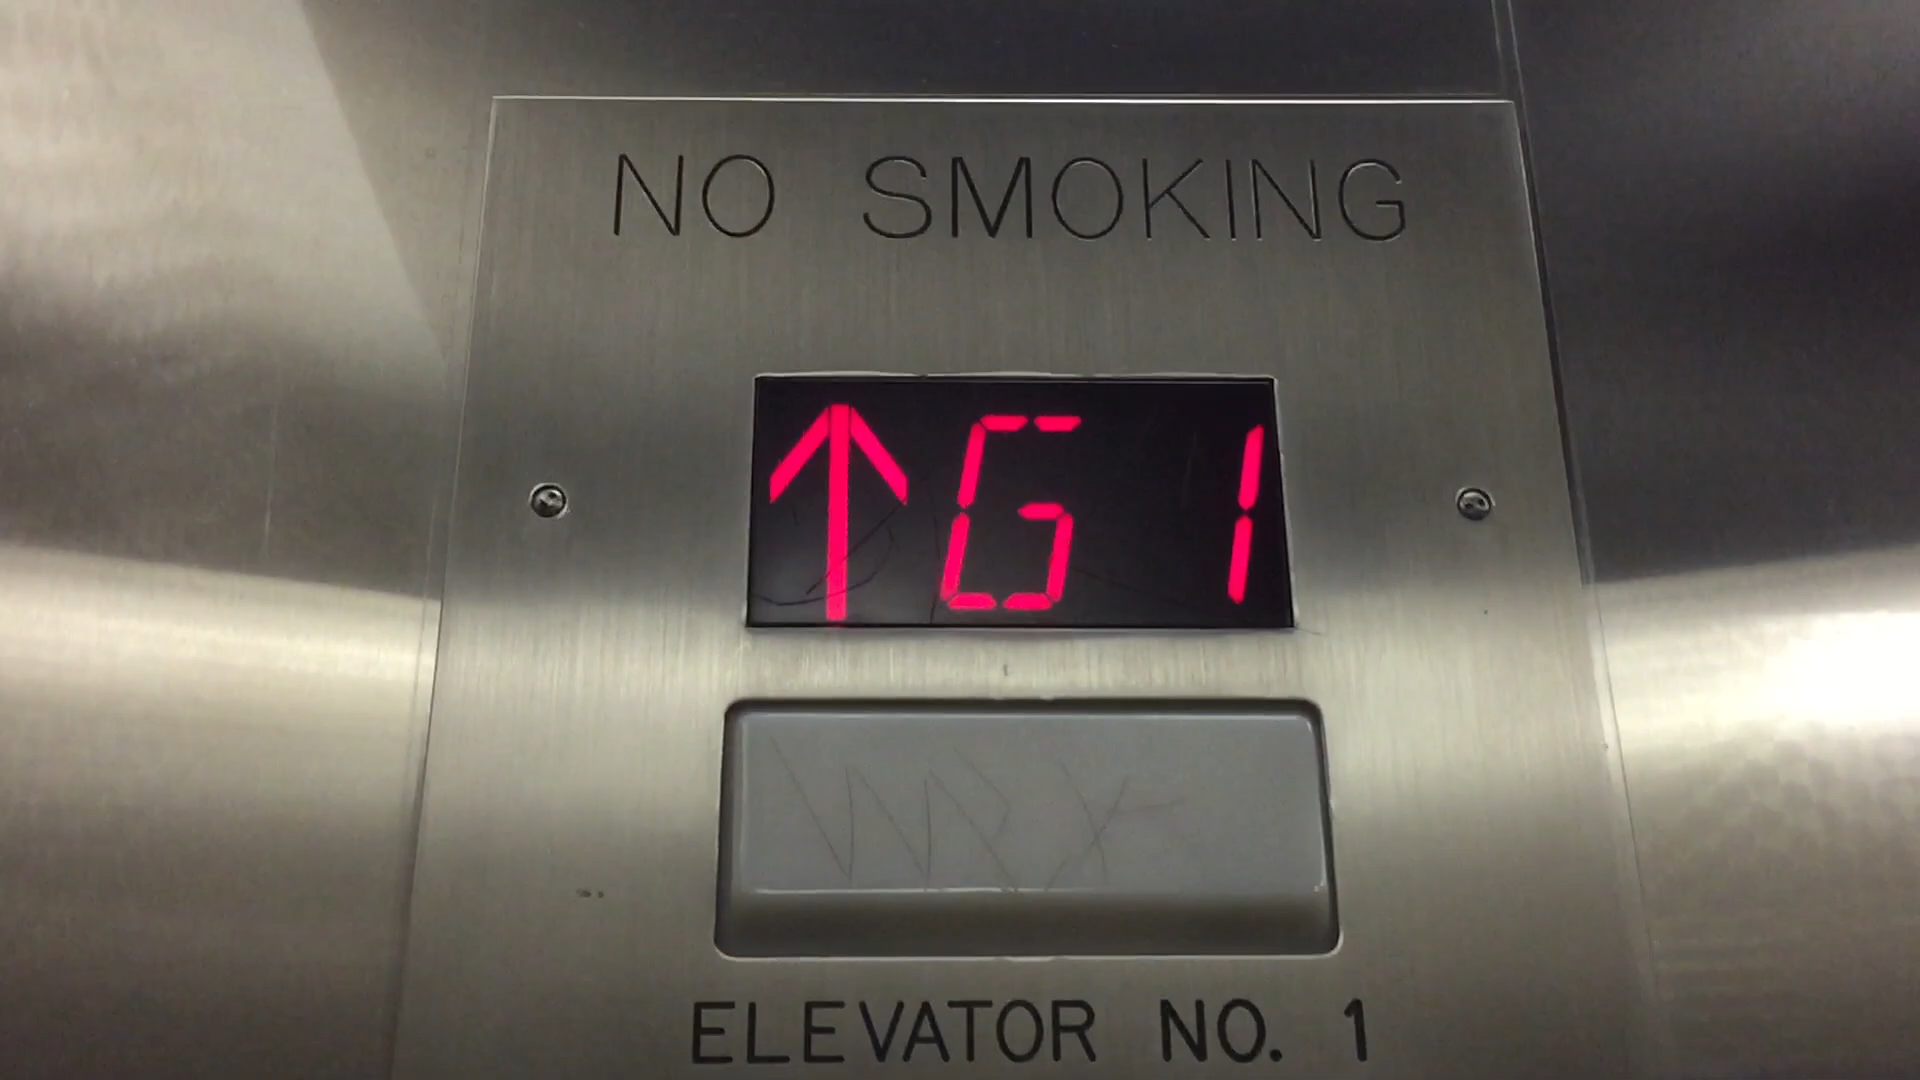 NO SMOKING
↑G1
ELEVATOR NO. 1